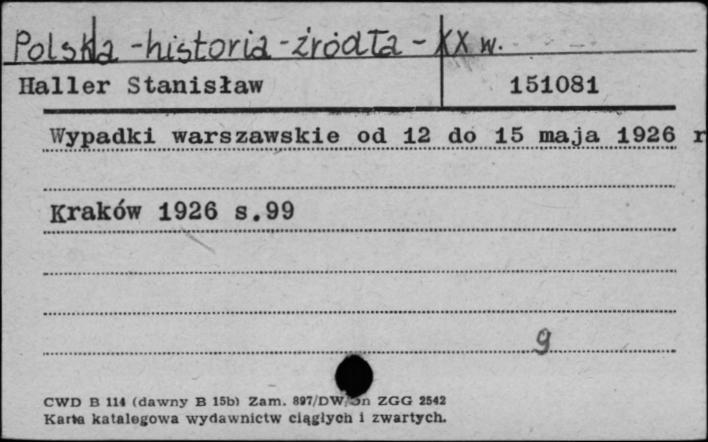 Polska - historia - źródła - XX w.
Haller Stanisław 151081
Wypadki warszawskie od 12 do 15 maja 1926 r
Kraków 1926 s.99
9
CWD B 114 (dawny B 15b) Zam. 897/DW/ ZGG 2542
Karta katalogowa wydawnictw ciągłych i zwartych.